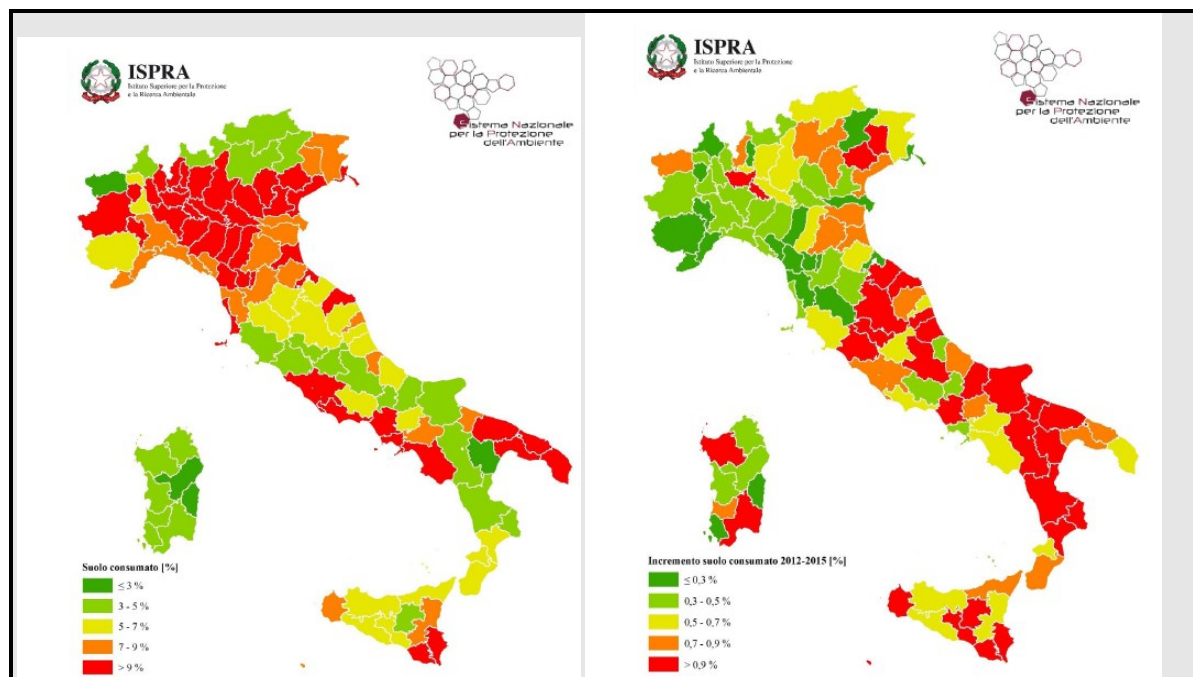 ISPRA
Istituto Superiore per la Protezione
e la Ricerca Ambientale
Sistema Nazionale
per la Protezione
dell'Ambiente
Suolo consumato [%]
≤ 3 %
3 - 5 %
5 - 7 %
7 - 9 %
> 9 %
ISPRA
Istituto Superiore per la Protezione
e la Ricerca Ambientale
Sistema Nazionale
per la Protezione
dell'Ambiente
Incremento suolo consumato 2012-2015 [%]
≤ 0,3 %
0,3 - 0,5 %
0,5 - 0,7 %
0,7 - 0,9 %
> 0,9 %